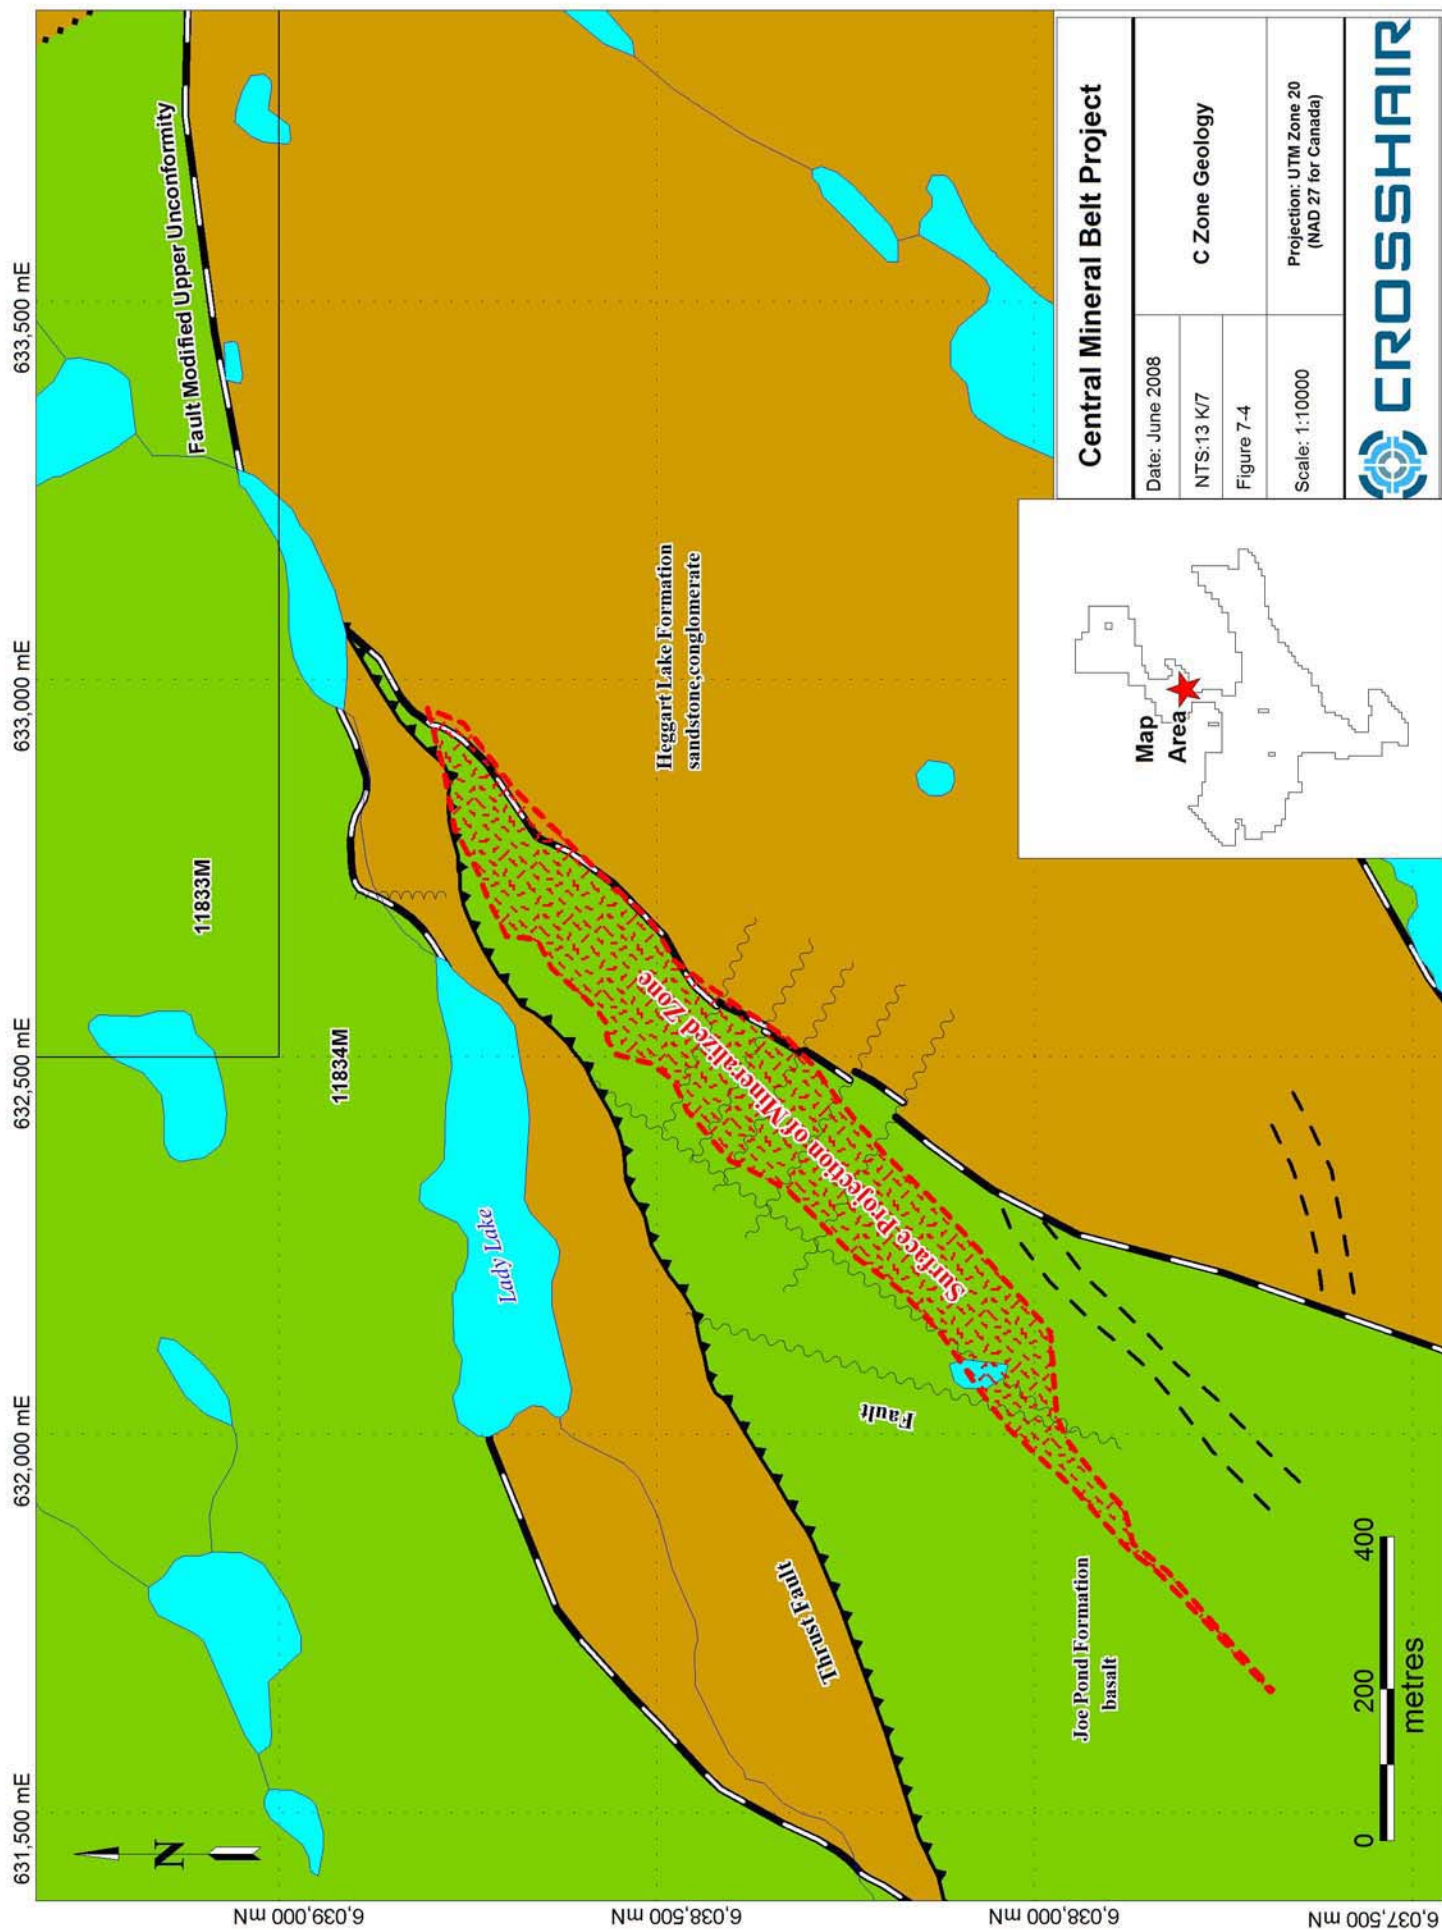 631,500 mE
632,000 mE
632,500 mE
633,000 mE
633,500 mE
6,039,000 mN
6,038,500 mN
6,038,000 mN
6,037,500 mN
N
11833M
11834M
Fault Modified Upper Unconformity
Lady Lake
Heggart Lake Formation
sandstone,conglomerate
Surface Projection of Mineralized Zone
Fault
Thrust Fault
Joe Pond Formation
basalt
0
200
400
metres
Map
Area
Central Mineral Belt Project
Date: June 2008
NTS:13 K/7
Figure 7-4
C Zone Geology
Scale: 1:10000
Projection: UTM Zone 20
(NAD 27 for Canada)
CROSSHAIR